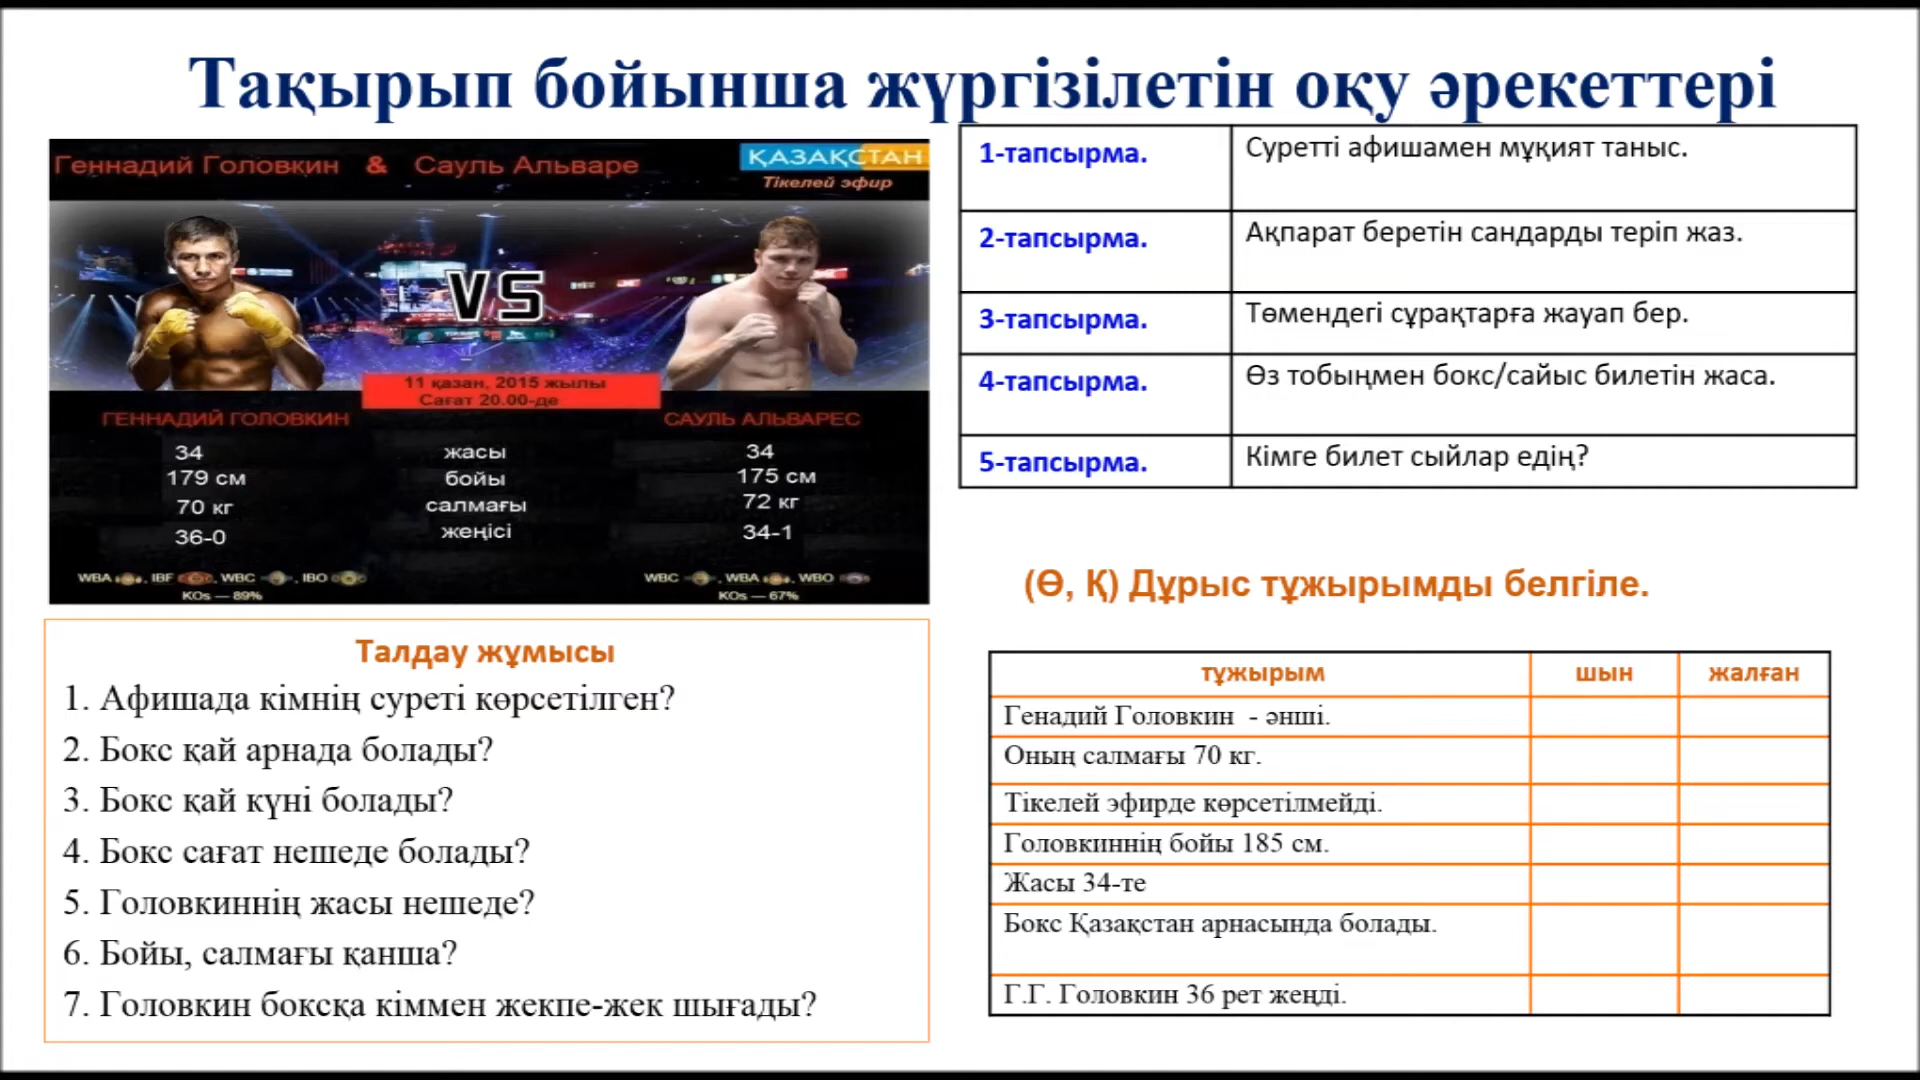 Тақырып бойынша жүргізілетін оқу әрекеттері
Геннадий Головкин & Сауль Альваре
ҚАЗАҚСТАН
Тікелей эфир
VS
11 қазан, 2015 жылы
Сағат 20.00-де
ГЕННАДИЙ ГОЛОВКИН САУЛЬ АЛЬВАРЕС
34 жасы 34
179 см бойы 175 см
70 кг салмағы 72 кг
36-0 жеңісі 34-1
WBA , IBF , WBC , IBO WBC , WBA , WBO
KOs — 89% KOs — 67%
1-тапсырма. Суретті афишамен мұқият таныс.
2-тапсырма. Ақпарат беретін сандарды теріп жаз.
3-тапсырма. Төмендегі сұрақтарға жауап бер.
4-тапсырма. Өз тобыңмен бокс/сайыс билетін жаса.
5-тапсырма. Кімге билет сыйлар едің?
Талдау жұмысы
1. Афишада кімнің суреті көрсетілген?
2. Бокс қай арнада болады?
3. Бокс қай күні болады?
4. Бокс сағат нешеде болады?
5. Головкиннің жасы нешеде?
6. Бойы, салмағы қанша?
7. Головкин боксқа кіммен жекпе-жек шығады?
(Ө, Қ) Дұрыс тұжырымды белгіле.
тұжырым шын жалған
Генадий Головкин - әнші.
Оның салмағы 70 кг.
Тікелей эфирде көрсетілмейді.
Головкиннің бойы 185 см.
Жасы 34-те
Бокс Қазақстан арнасында болады.
Г.Г. Головкин 36 рет жеңді.